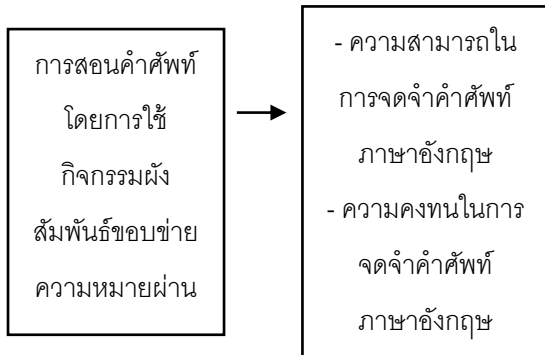 การสอนคำศัพท์
โดยการใช้
กิจกรรมผัง
สัมพันธ์ขอบข่าย
ความหมายผ่าน
- ความสามารถใน
การจดจำคำศัพท์
ภาษาอังกฤษ
- ความคงทนในการ
จดจำคำศัพท์
ภาษาอังกฤษ